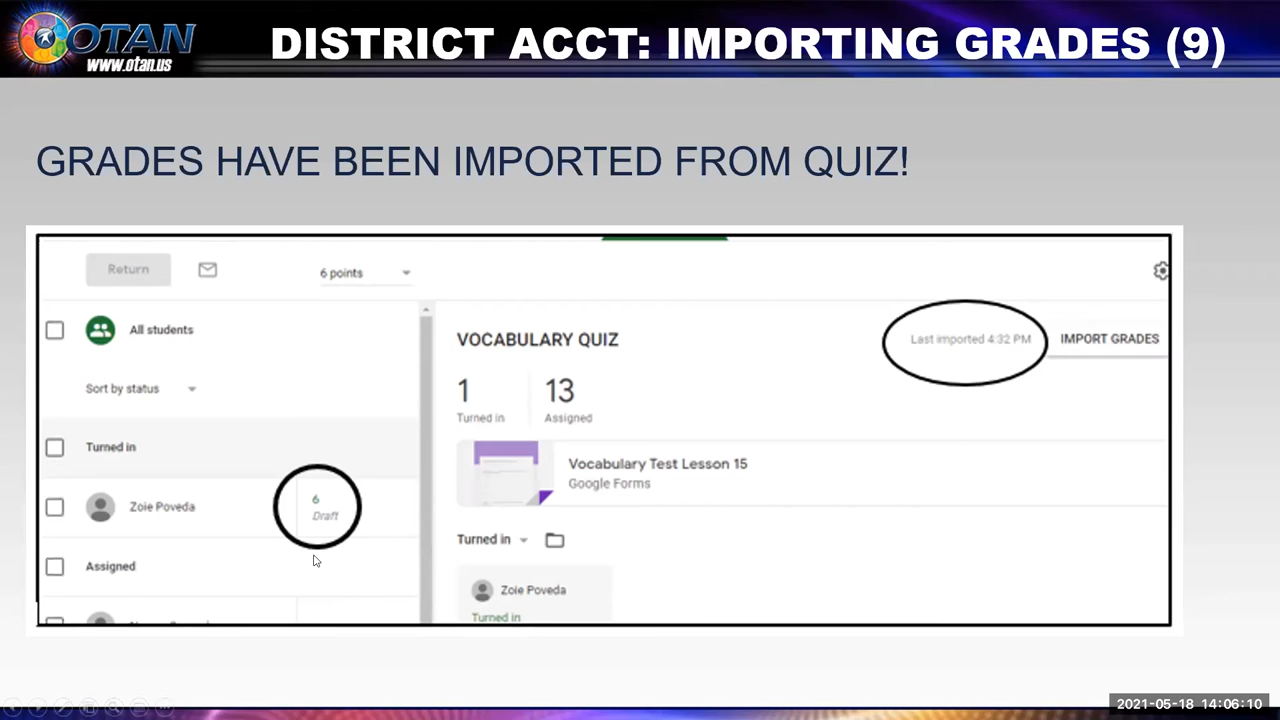 OTAN
www.otan.us
DISTRICT ACCT: IMPORTING GRADES (9)
GRADES HAVE BEEN IMPORTED FROM QUIZ!
Return
6 points
All students
Sort by status
Turned in
Zoie Poveda
6
Draft
Assigned
VOCABULARY QUIZ
Last imported 4:32 PM
IMPORT GRADES
1
13
Turned in
Assigned
Vocabulary Test Lesson 15
Google Forms
Turned in
Zoie Poveda
Turned in
2021-05-18 14:06:10